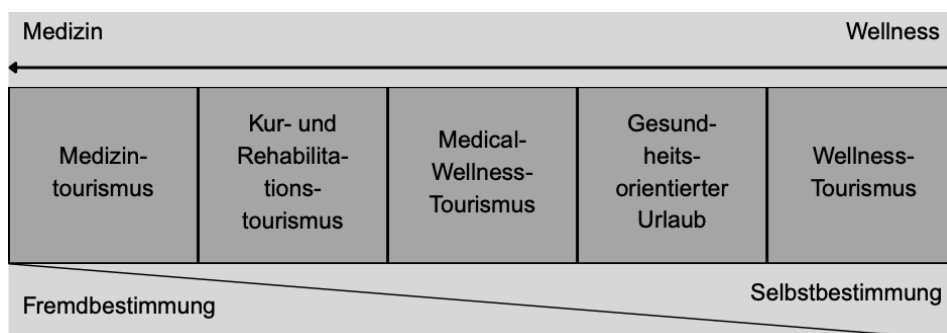 Medizin
Wellness
Medizin-
tourismus
Kur- und
Rehabilita-
tions-
tourismus
Medical-
Wellness-
Tourismus
Gesund-
heits-
orientierter
Urlaub
Wellness-
Tourismus
Fremdbestimmung
Selbstbestimmung